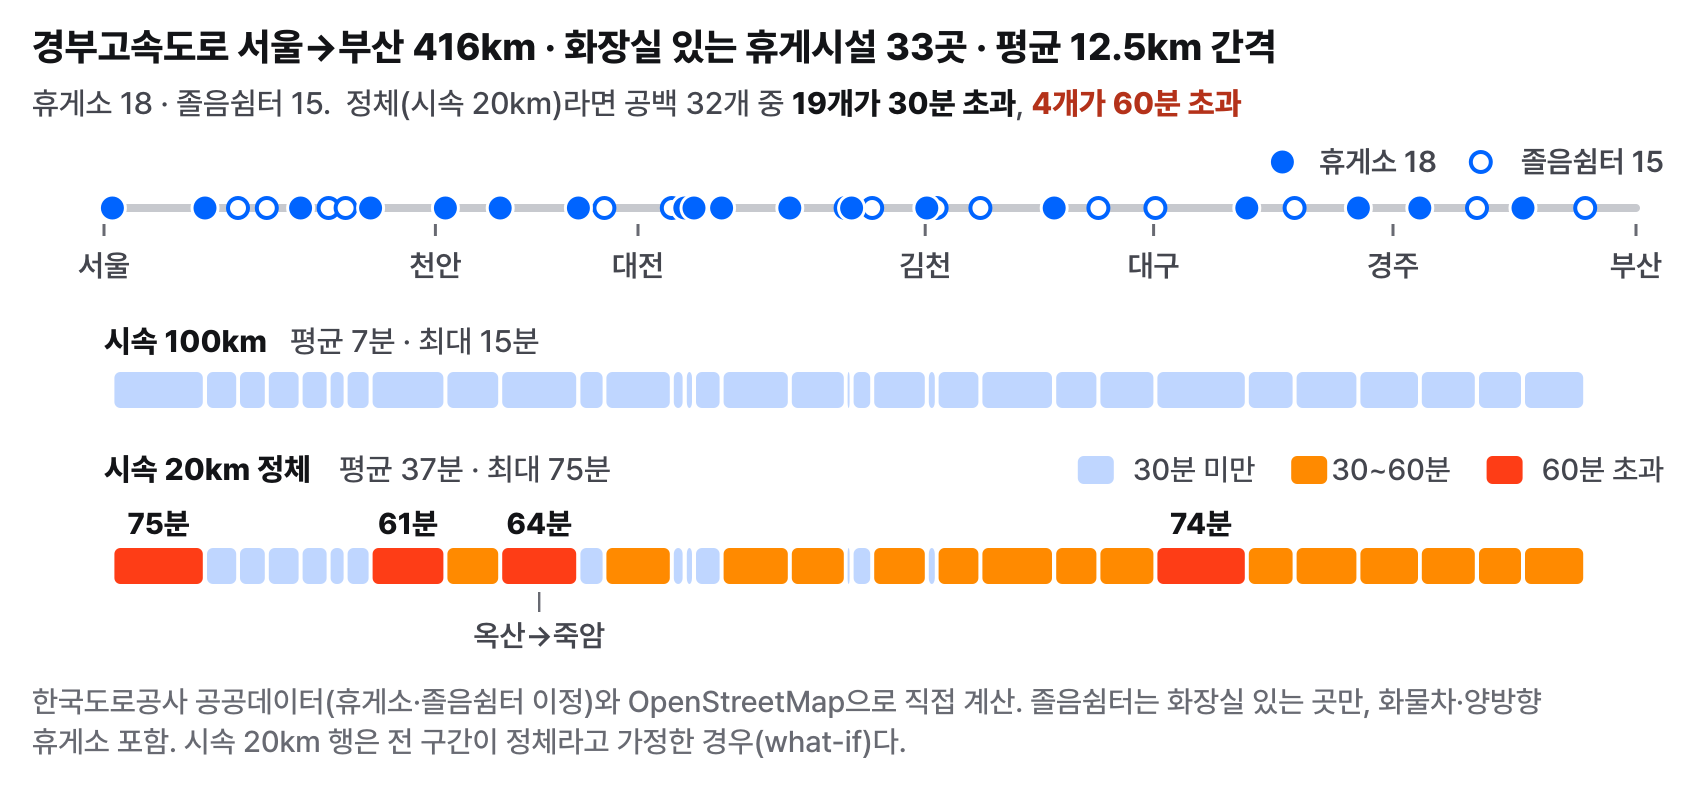 경부고속도로 서울→부산 416km · 화장실 있는 휴게시설 33곳 · 평균 12.5km 간격
휴게소 18 · 졸음쉼터 15. 정체(시속 20km)라면 공백 32개 중 19개가 30분 초과, 4개가 60분 초과
휴게소 18 졸음쉼터 15
서울 천안 대전 김천 대구 경주 부산
시속 100km 평균 7분 · 최대 15분
시속 20km 정체 평균 37분 · 최대 75분 30분 미만 30~60분 60분 초과
75분 61분 64분 74분
옥산→죽암
한국도로공사 공공데이터(휴게소·졸음쉼터 이정)와 OpenStreetMap으로 직접 계산. 졸음쉼터는 화장실 있는 곳만, 화물차·양방향
휴게소 포함. 시속 20km 행은 전 구간이 정체라고 가정한 경우(what-if)다.